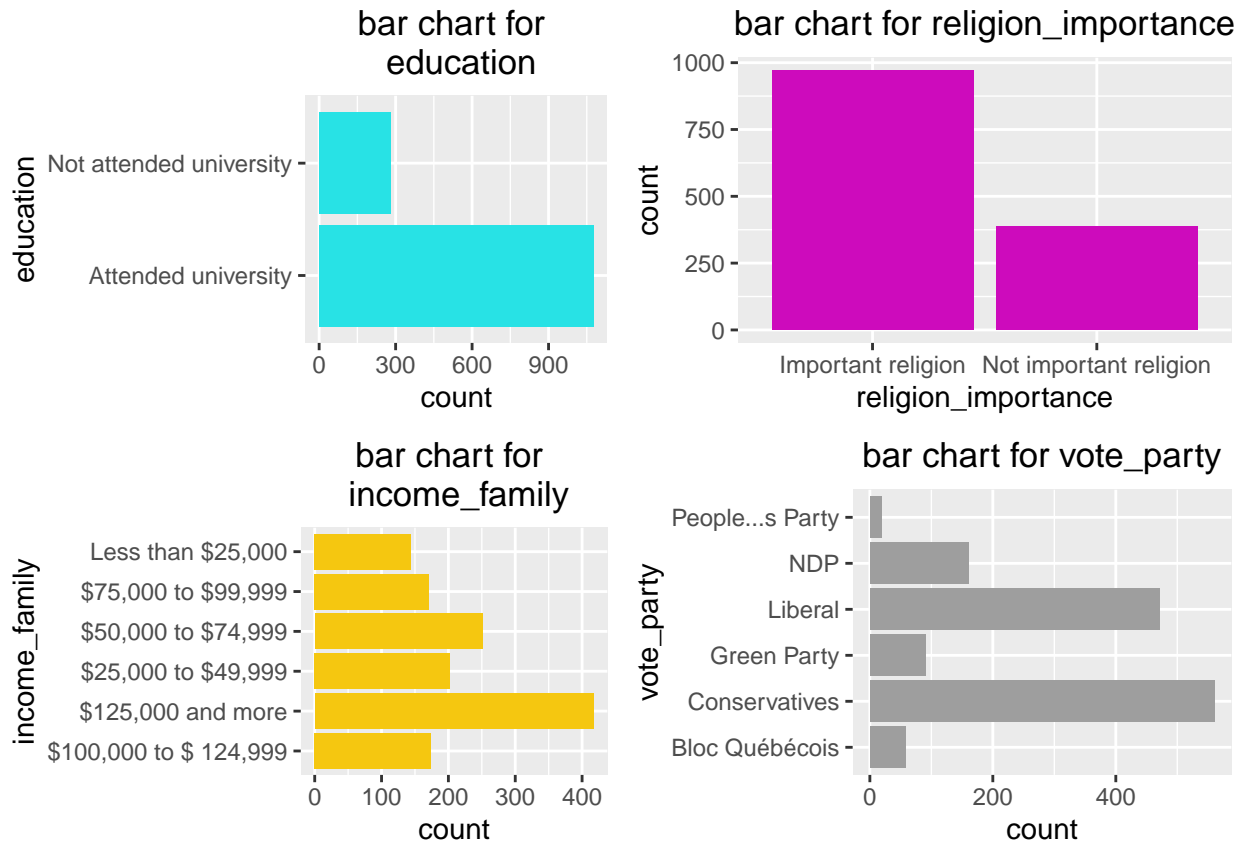 bar chart for
education
education
Not attended university
Attended university
0 300 600 900
count
bar chart for religion_importance
count
1000
750
500
250
0
Important religion Not important religion
religion_importance
bar chart for
income_family
income_family
Less than $25,000
$75,000 to $99,999
$50,000 to $74,999
$25,000 to $49,999
$125,000 and more
$100,000 to $ 124,999
0 100 200 300 400
count
bar chart for vote_party
vote_party
People...s Party
NDP
Liberal
Green Party
Conservatives
Bloc Québécois
0 200 400
count